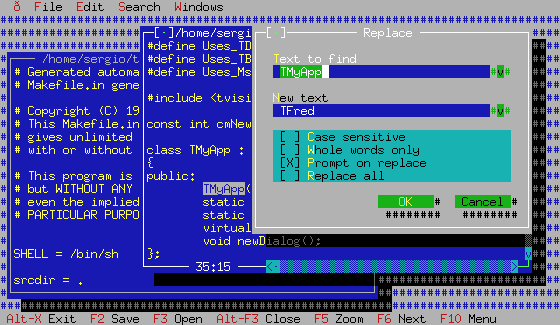 ŏ File Edit Search Windows
/home/sergio/t
# Generated automa
# Makefile.in gene
# Copyright (C) 19
# This Makefile.in
# gives unlimited
# with or without
# This program is
# but WITHOUT ANY
# even the implied
# PARTICULAR PURPO
SHELL = /bin/sh
srcdir = .
/home/sergio
#define Uses_TD
#define Uses_TB
#define Uses_Ms
#include <tvisi
const int cmNew
class TMyApp :
{
public:
TMyApp(
static
static
virtual
void newDialog();
};
35:15
Replace
Text to find
TMyApp
New text
TFred
[ ] Case sensitive
[ ] Whole words only
[X] Prompt on replace
[ ] Replace all
OK
Cancel
Alt-X Exit F2 Save F3 Open Alt-F3 Close F5 Zoom F6 Next F10 Menu